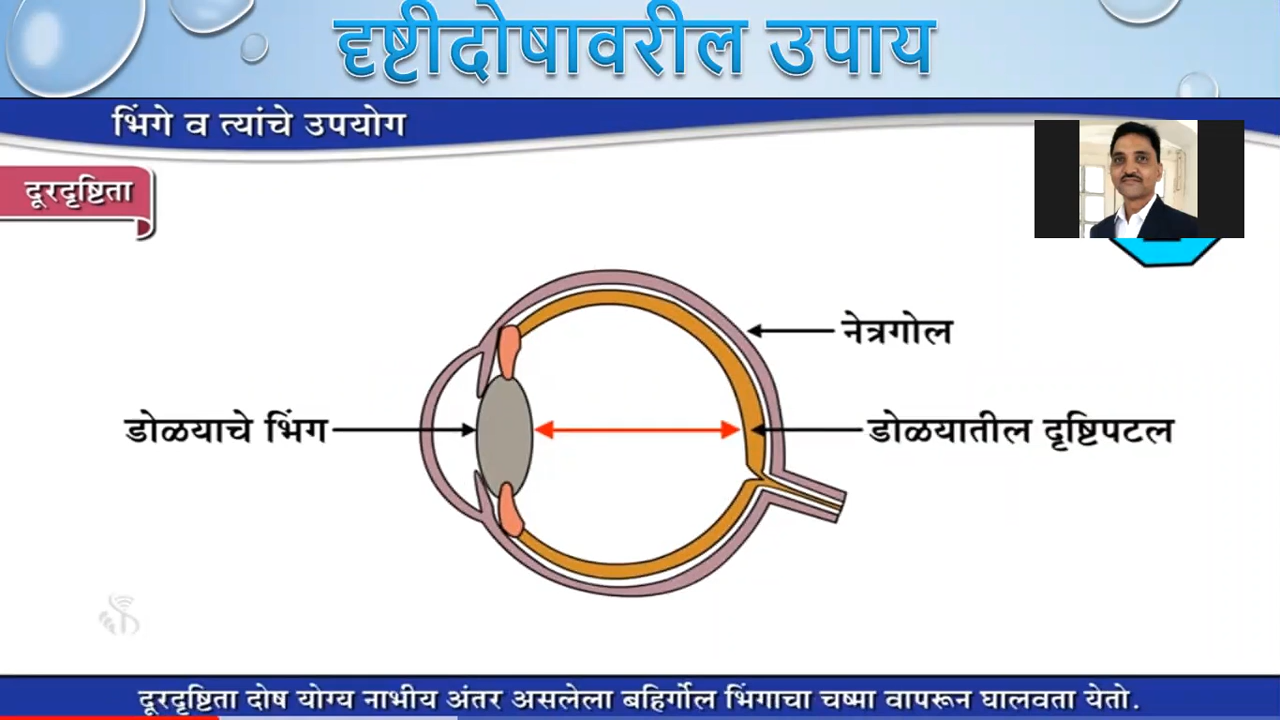 दृष्टीदोषावरील उपाय
भिंगे व त्यांचे उपयोग
दूरदृष्टिता
नेत्रगोल
डोळयाचे भिंग
डोळयातील दृष्टिपटल
दूरदृष्टिता दोष योग्य नाभीय अंतर असलेला बहिर्गोल भिंगाचा चष्मा वापरून घालवता येतो.